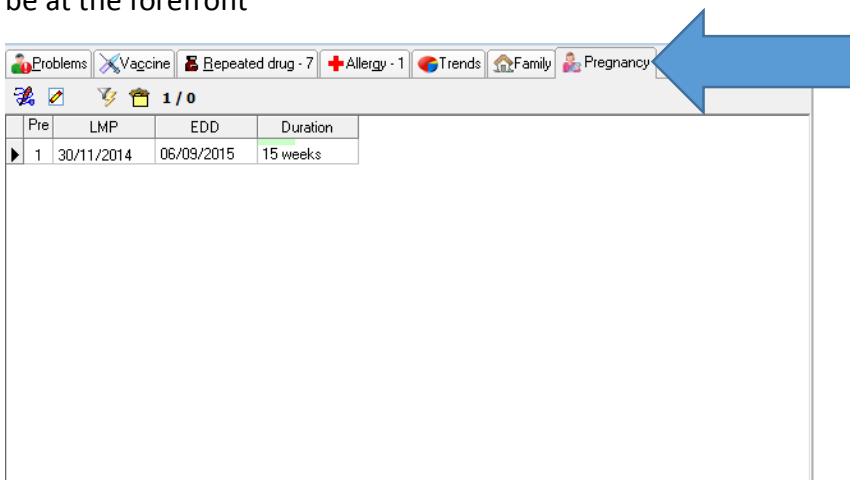 be at the forefront
Problems Vaccine Repeated drug - 7 Allergy - 1 Trends Family Pregnancy
1 / 0
Pre LMP EDD Duration
1 30/11/2014 06/09/2015 15 weeks